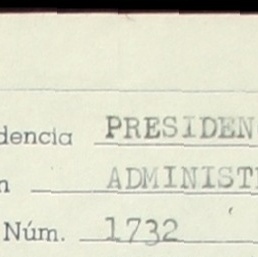 dencia PRESIDEN
n ADMINIST
Núm. 1732